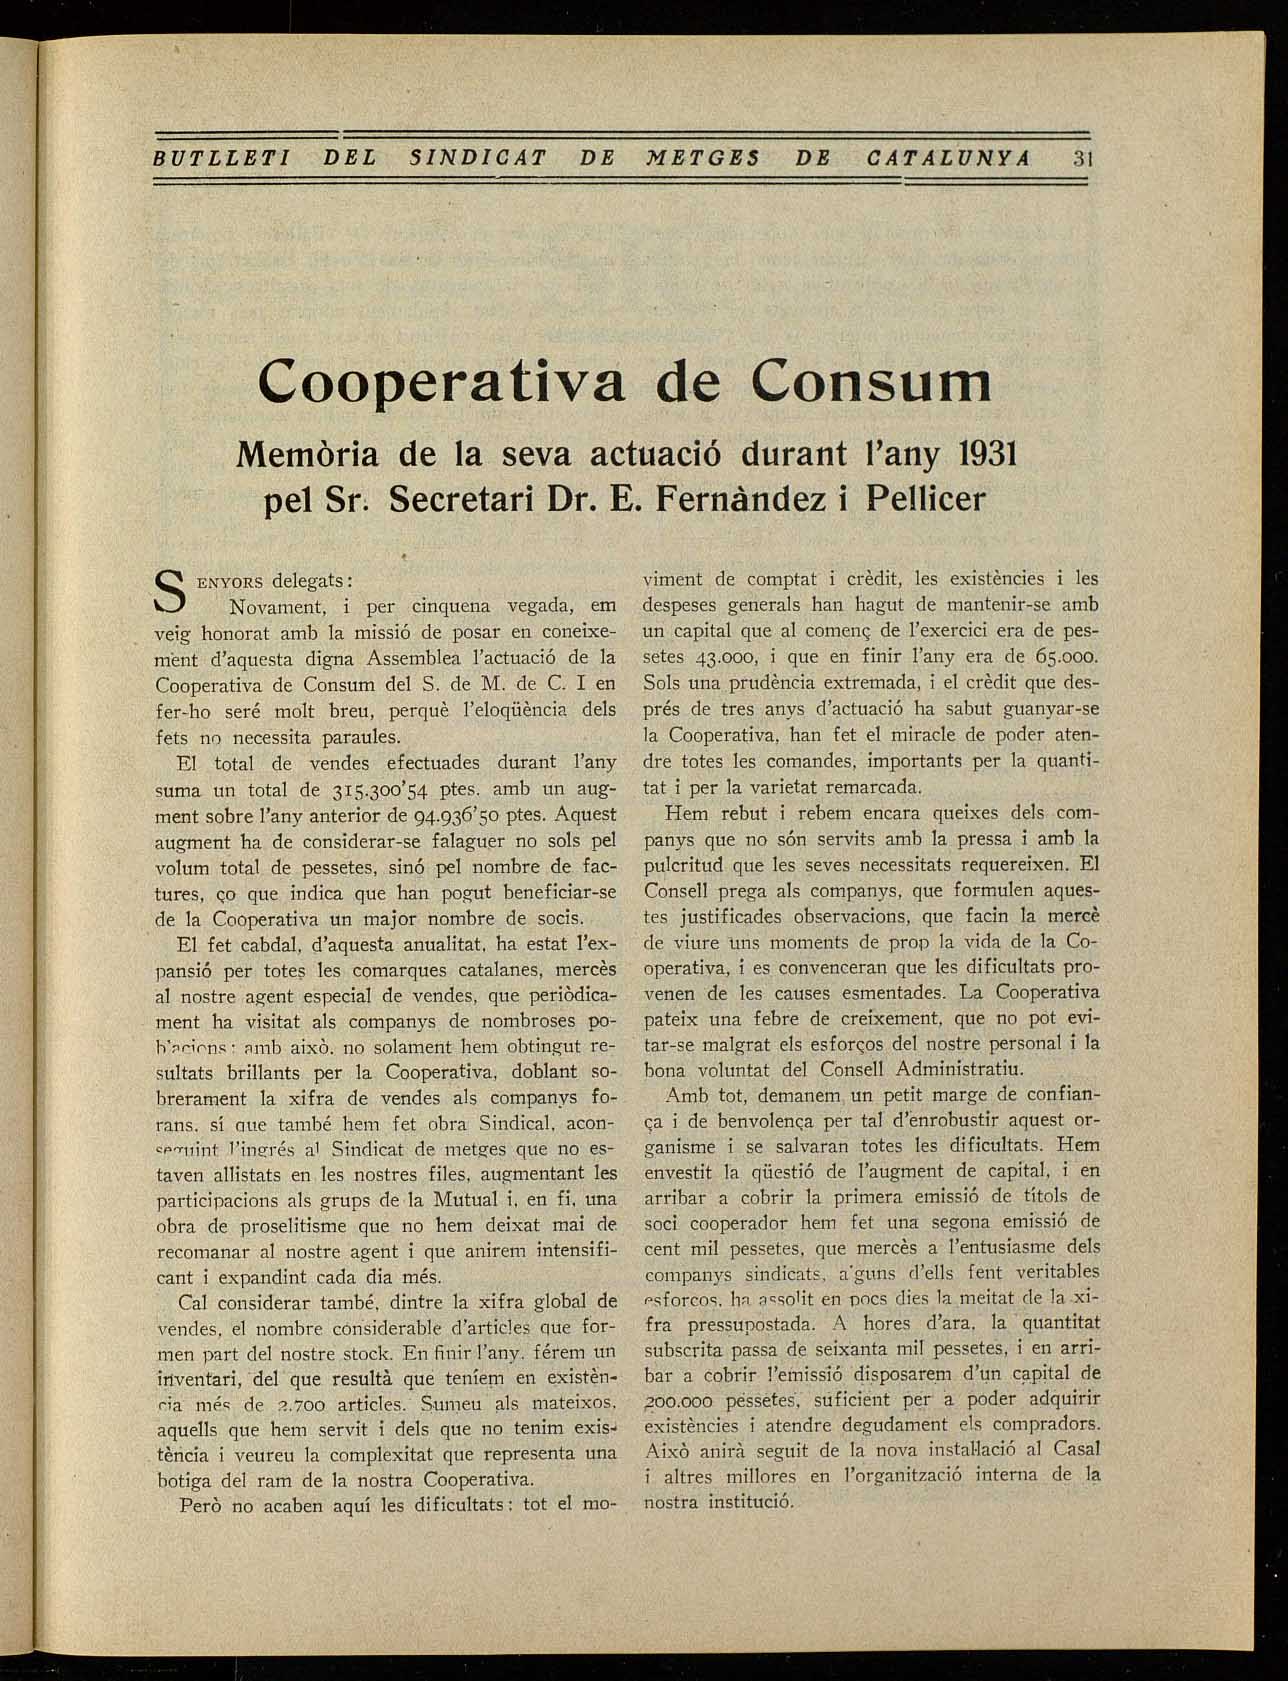 BUTLLETI DEL SINDICAT DE METGES DE CATALUNYA 31
Cooperativa de Consum
Memòria de la seva actuació durant l'any 1931
pel Sr. Secretari Dr. E. Fernàndez i Pellicer
SENYORS delegats:
Novament, i per cinquena vegada, em
veig honorat amb la missió de posar en coneixe-
ment d'aquesta digna Assemblea l'actuació de la
Cooperativa de Consum del S. de M. de C. I en
fer-ho seré molt breu, perquè l'eloqüència dels
fets no necessita paraules.
El total de vendes efectuades durant l'any
suma un total de 315.300'54 ptes. amb un aug-
ment sobre l'any anterior de 94.936'50 ptes. Aquest
augment ha de considerar-se falaguer no sols pel
volum total de pessetes, sinó pel nombre de fac-
tures, ço que indica que han pogut beneficiar-se
de la Cooperativa un major nombre de socis.
El fet cabdal, d'aquesta anualitat, ha estat l'ex-
pansió per totes les comarques catalanes, mercès
al nostre agent especial de vendes, que periòdica-
ment ha visitat als companys de nombroses po-
blacions: amb això, no solament hem obtingut re-
sultats brillants per la Cooperativa, doblant so-
brerament la xifra de vendes als companys fo-
rans, sí que també hem fet obra Sindical, acon-
seguint l'ingrés al Sindicat de metges que no es-
taven allistats en les nostres files, augmentant les
participacions als grups de la Mutual i, en fi, una
obra de proselitisme que no hem deixat mai de
recomanar al nostre agent i que anirem intensifi-
cant i expandint cada dia més.
Cal considerar també, dintre la xifra global de
vendes, el nombre considerable d'articles que for-
men part del nostre stock. En finir l'any, férem un
inventari, del que resultà que teníem en existèn-
cia més de 2.700 articles. Sumeu als mateixos,
aquells que hem servit i dels que no tenim exis-
tència i veureu la complexitat que representa una
botiga del ram de la nostra Cooperativa.
Però no acaben aquí les dificultats: tot el mo-
viment de comptat i crèdit, les existències i les
despeses generals han hagut de mantenir-se amb
un capital que al començ de l'exercici era de pes-
setes 43.000, i que en finir l'any era de 65.000.
Sols una prudència extremada, i el crèdit que des-
prés de tres anys d'actuació ha sabut guanyar-se
la Cooperativa, han fet el miracle de poder aten-
dre totes les comandes, importants per la quanti-
tat i per la varietat remarcada.
Hem rebut i rebem encara queixes dels com-
panys que no són servits amb la pressa i amb la
pulcritud que les seves necessitats requereixen. El
Consell prega als companys, que formulen aques-
tes justificades observacions, que facin la mercè
de viure uns moments de prop la vida de la Co-
operativa, i es convenceran que les dificultats pro-
venen de les causes esmentades. La Cooperativa
pateix una febre de creixement, que no pot evi-
tar-se malgrat els esforços del nostre personal i la
bona voluntat del Consell Administratiu.
Amb tot, demanem un petit marge de confian-
ça i de benvolença per tal d'enrobustir aquest or-
ganisme i se salvaran totes les dificultats. Hem
envestit la qüestió de l'augment de capital, i en
arribar a cobrir la primera emissió de títols de
soci cooperador hem fet una segona emissió de
cent mil pessetes, que mercès a l'entusiasme dels
companys sindicats, alguns d'ells fent veritables
esforços, ha assolit en pocs dies la meitat de la xi-
fra pressupostada. A hores d'ara, la quantitat
subscrita passa de seixanta mil pessetes, i en arri-
bar a cobrir l'emissió disposarem d'un capital de
200.000 pessetes, suficient per a poder adquirir
existències i atendre degudament els compradors.
Això anirà seguit de la nova instal·lació al Casal
i altres millores en l'organització interna de la
nostra institució.